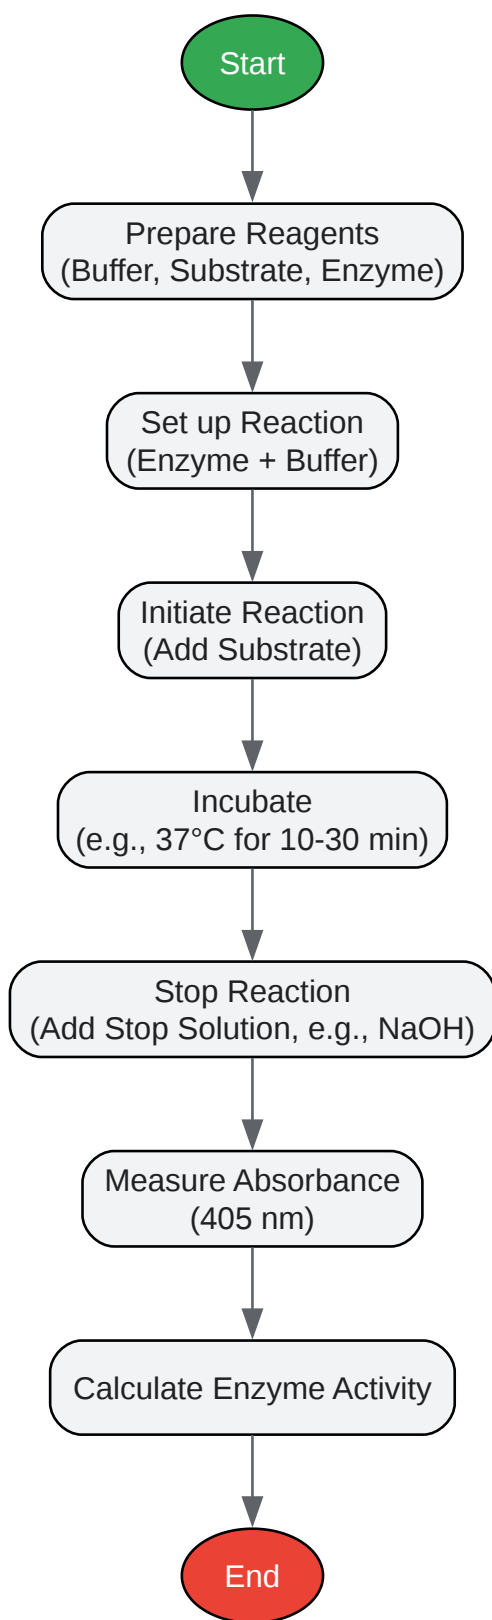 Start
Prepare Reagents
(Buffer, Substrate, Enzyme)
Set up Reaction
(Enzyme + Buffer)
Initiate Reaction
(Add Substrate)
Incubate
(e.g., 37°C for 10-30 min)
Stop Reaction
(Add Stop Solution, e.g., NaOH)
Measure Absorbance
(405 nm)
Calculate Enzyme Activity
End